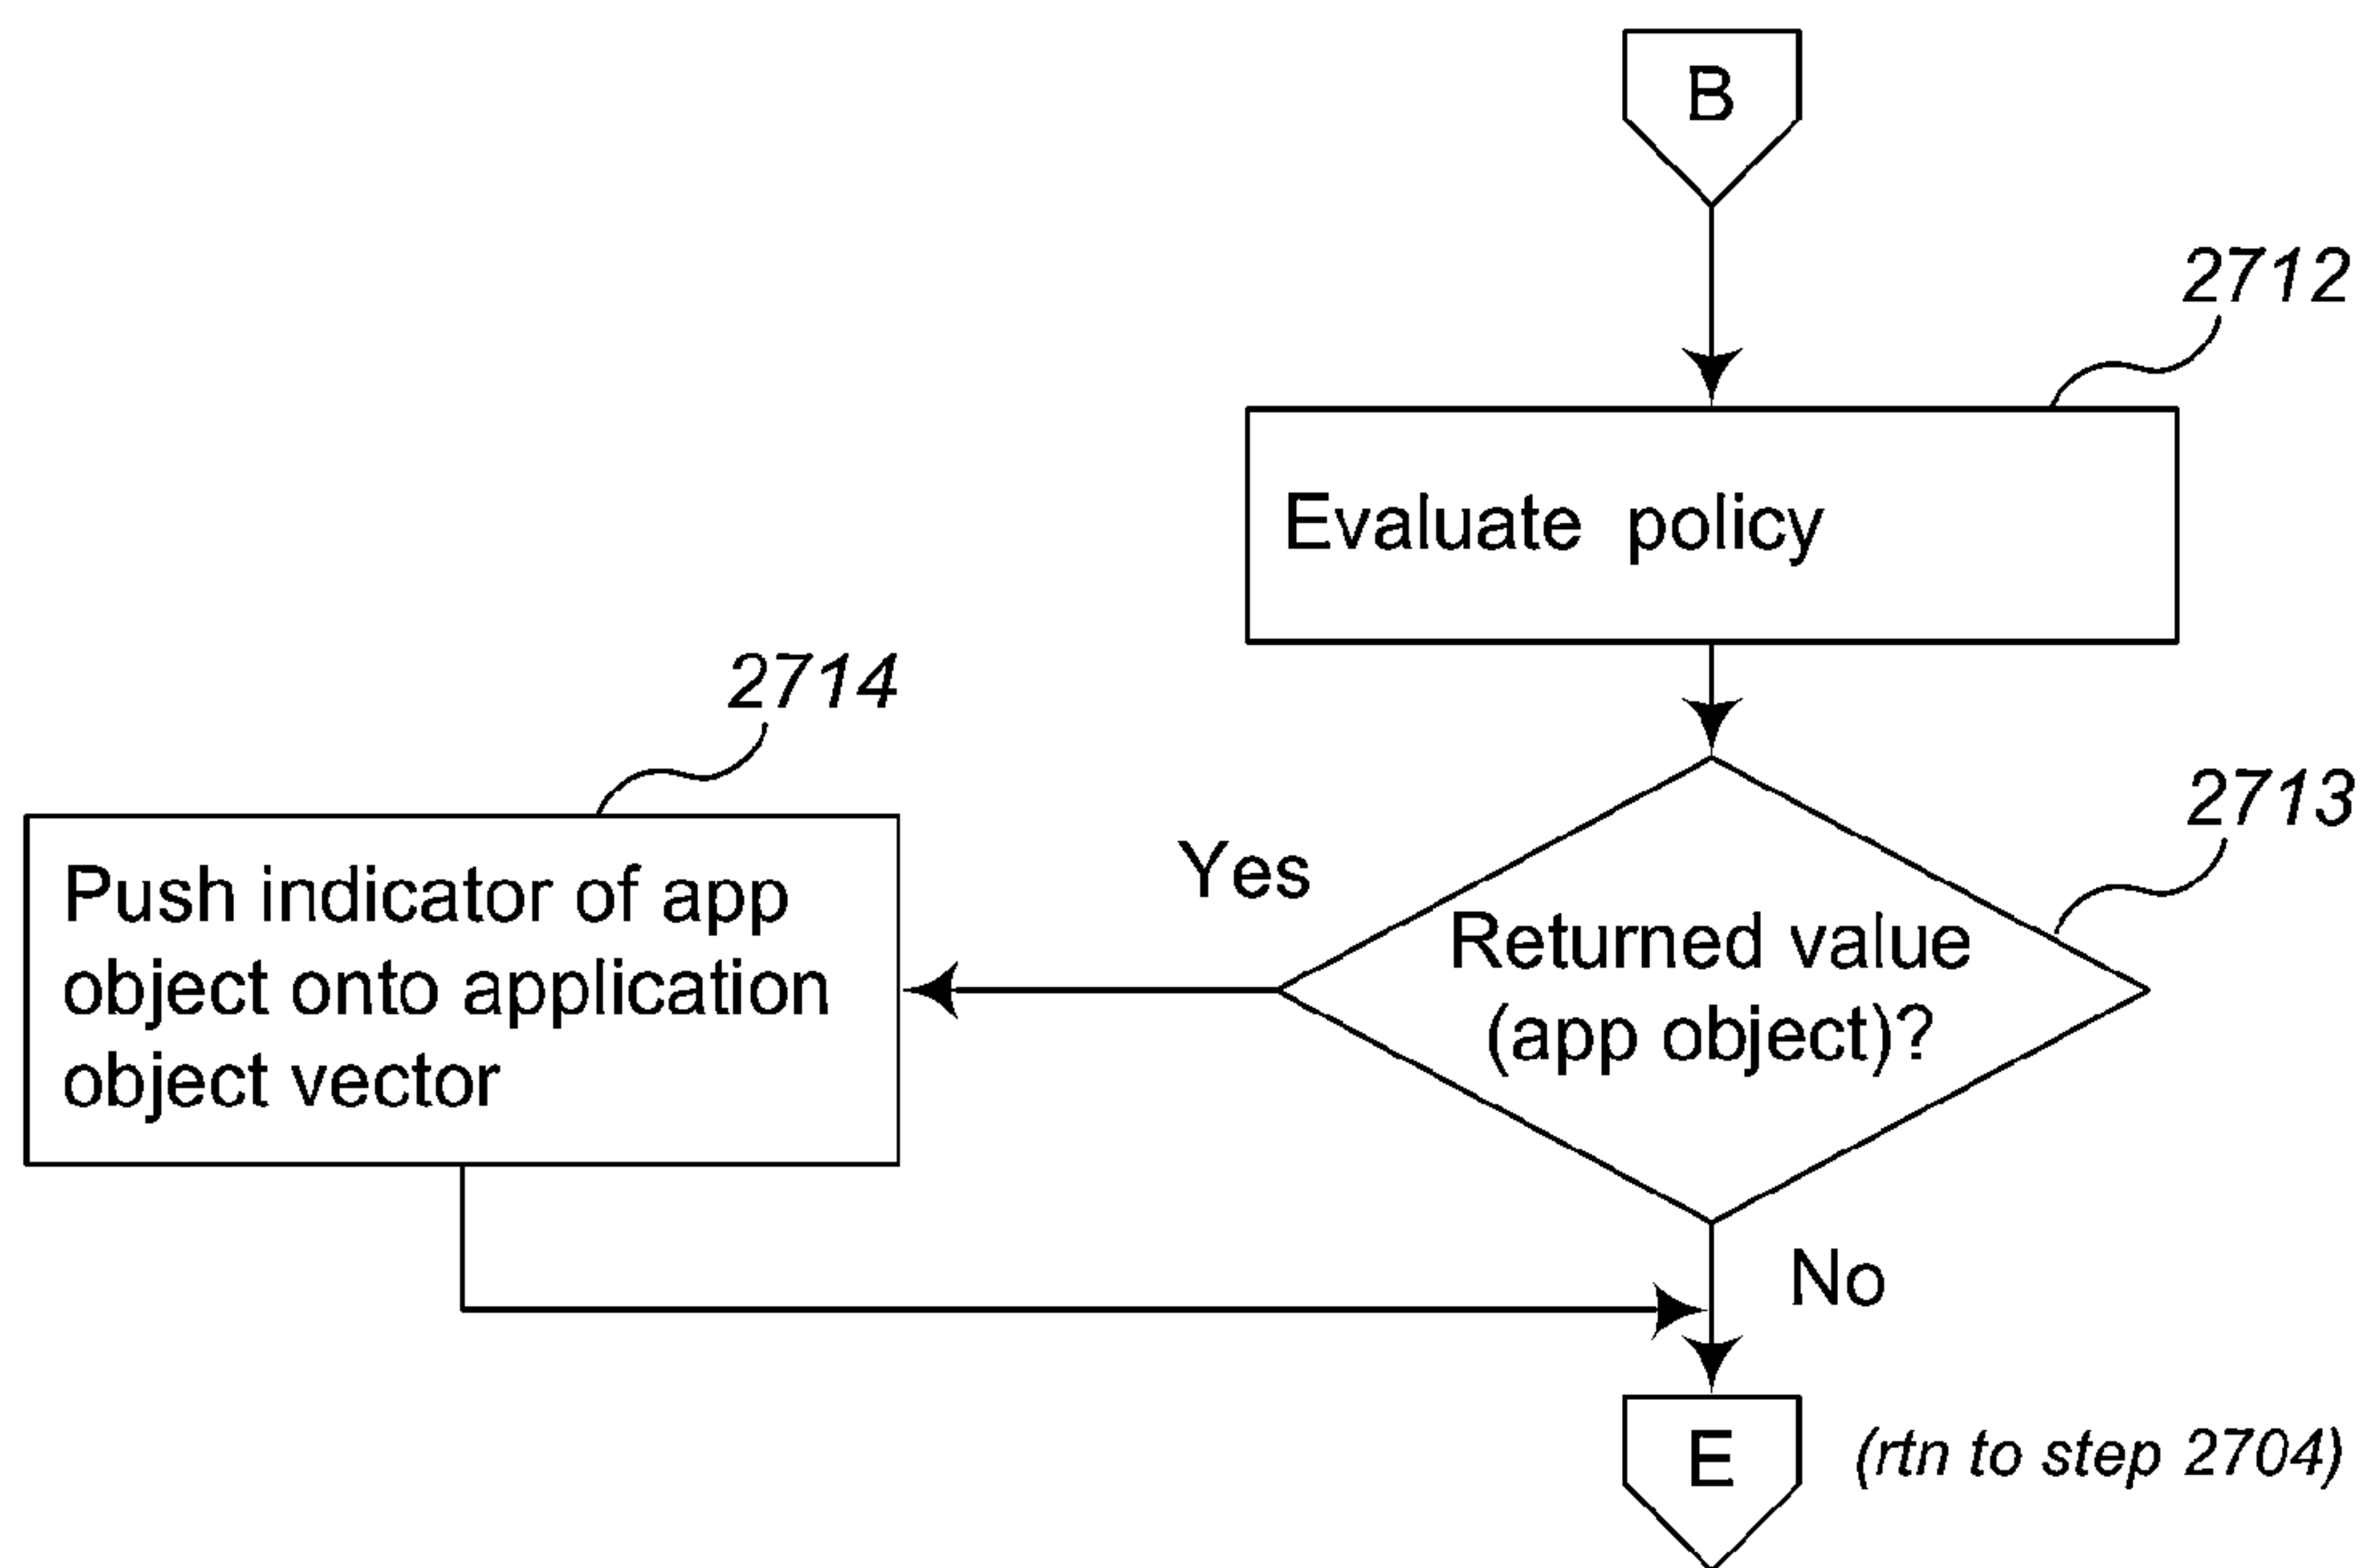 B
2712
Evaluate policy
2714
2713
Yes
Push indicator of app
object onto application
object vector
Returned value
(app object)?
No
E
(rtn to step 2704)